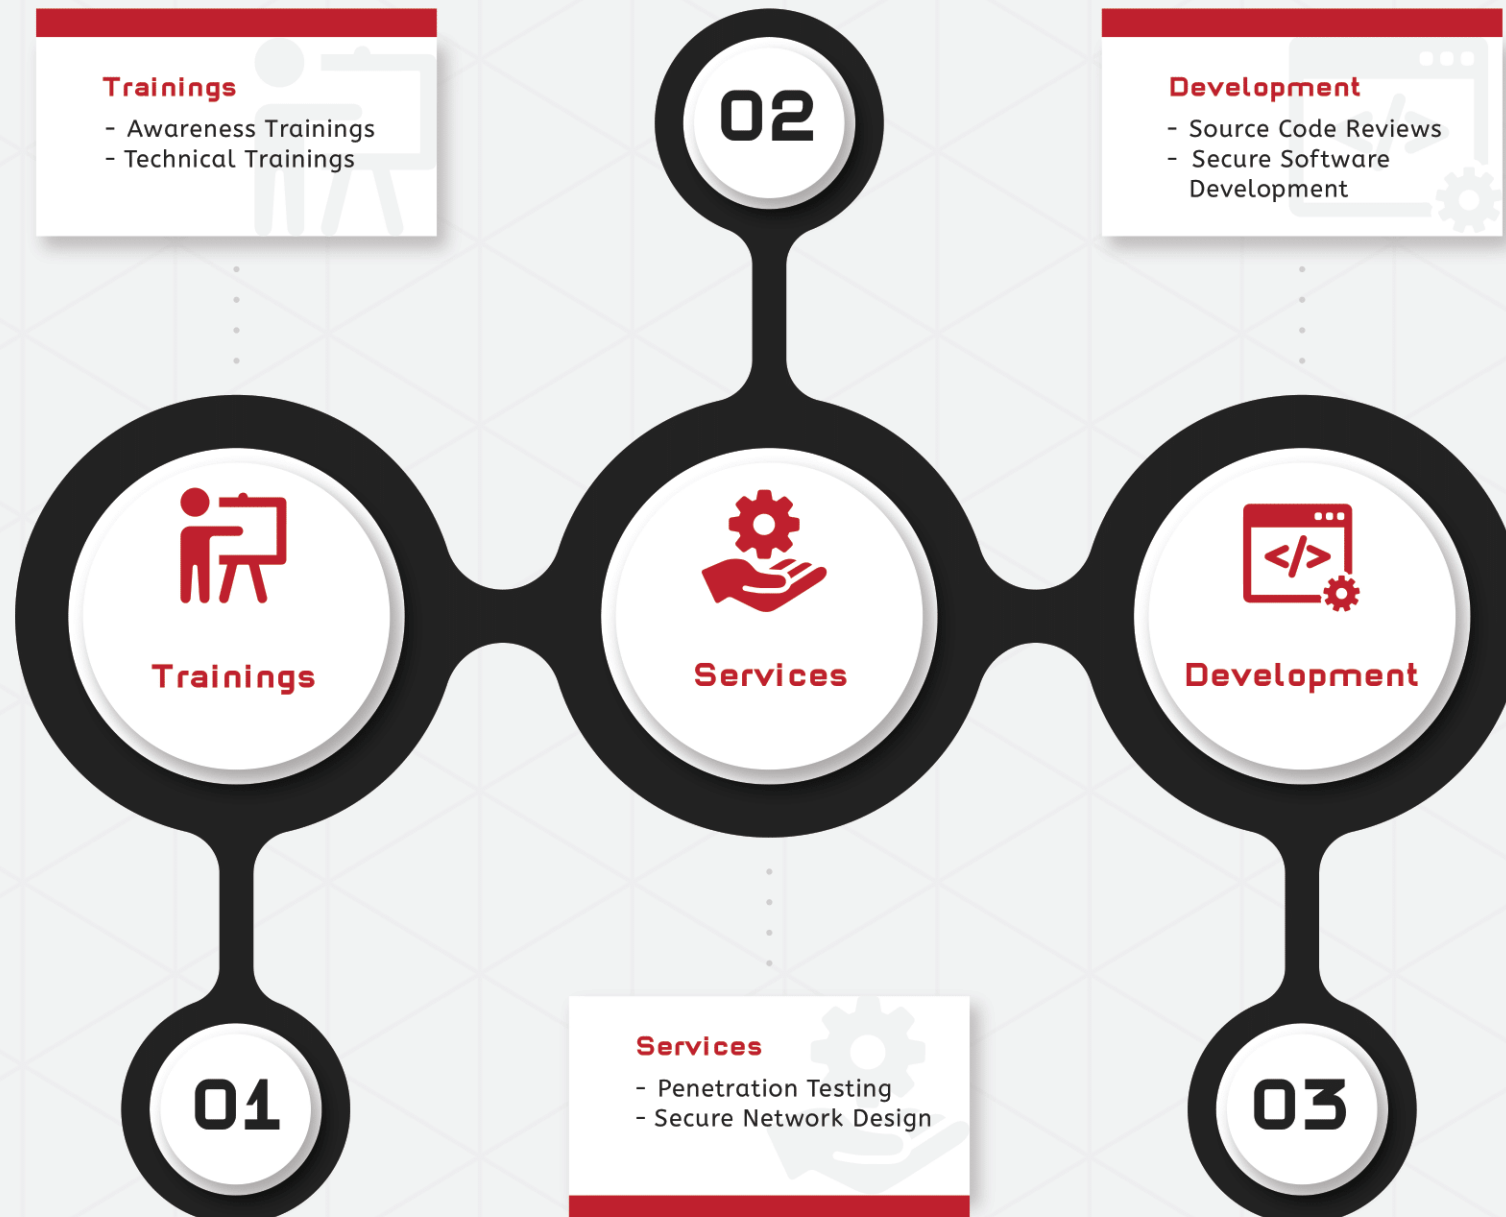 Trainings
- Awareness Trainings
- Technical Trainings
02
Development
- Source Code Reviews
- Secure Software
Development
Trainings
Services
Development
</>
01
Services
- Penetration Testing
- Secure Network Design
03